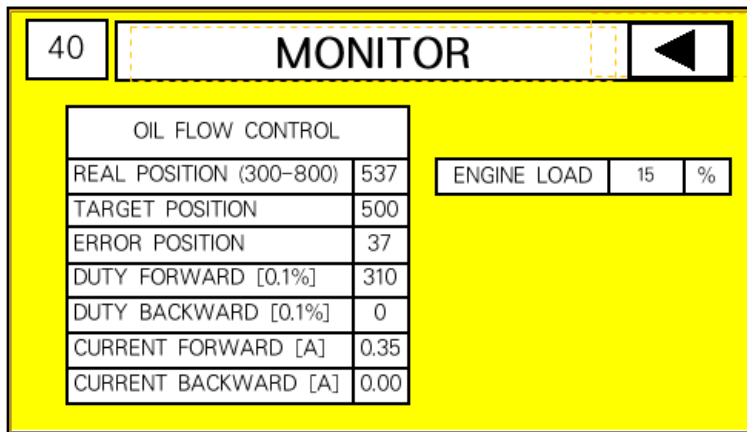 40 MONITOR
OIL FLOW CONTROL
REAL POSITION (300-800) 537
TARGET POSITION 500
ERROR POSITION 37
DUTY FORWARD [0.1%] 310
DUTY BACKWARD [0.1%] 0
CURRENT FORWARD [A] 0.35
CURRENT BACKWARD [A] 0.00
ENGINE LOAD 15 %